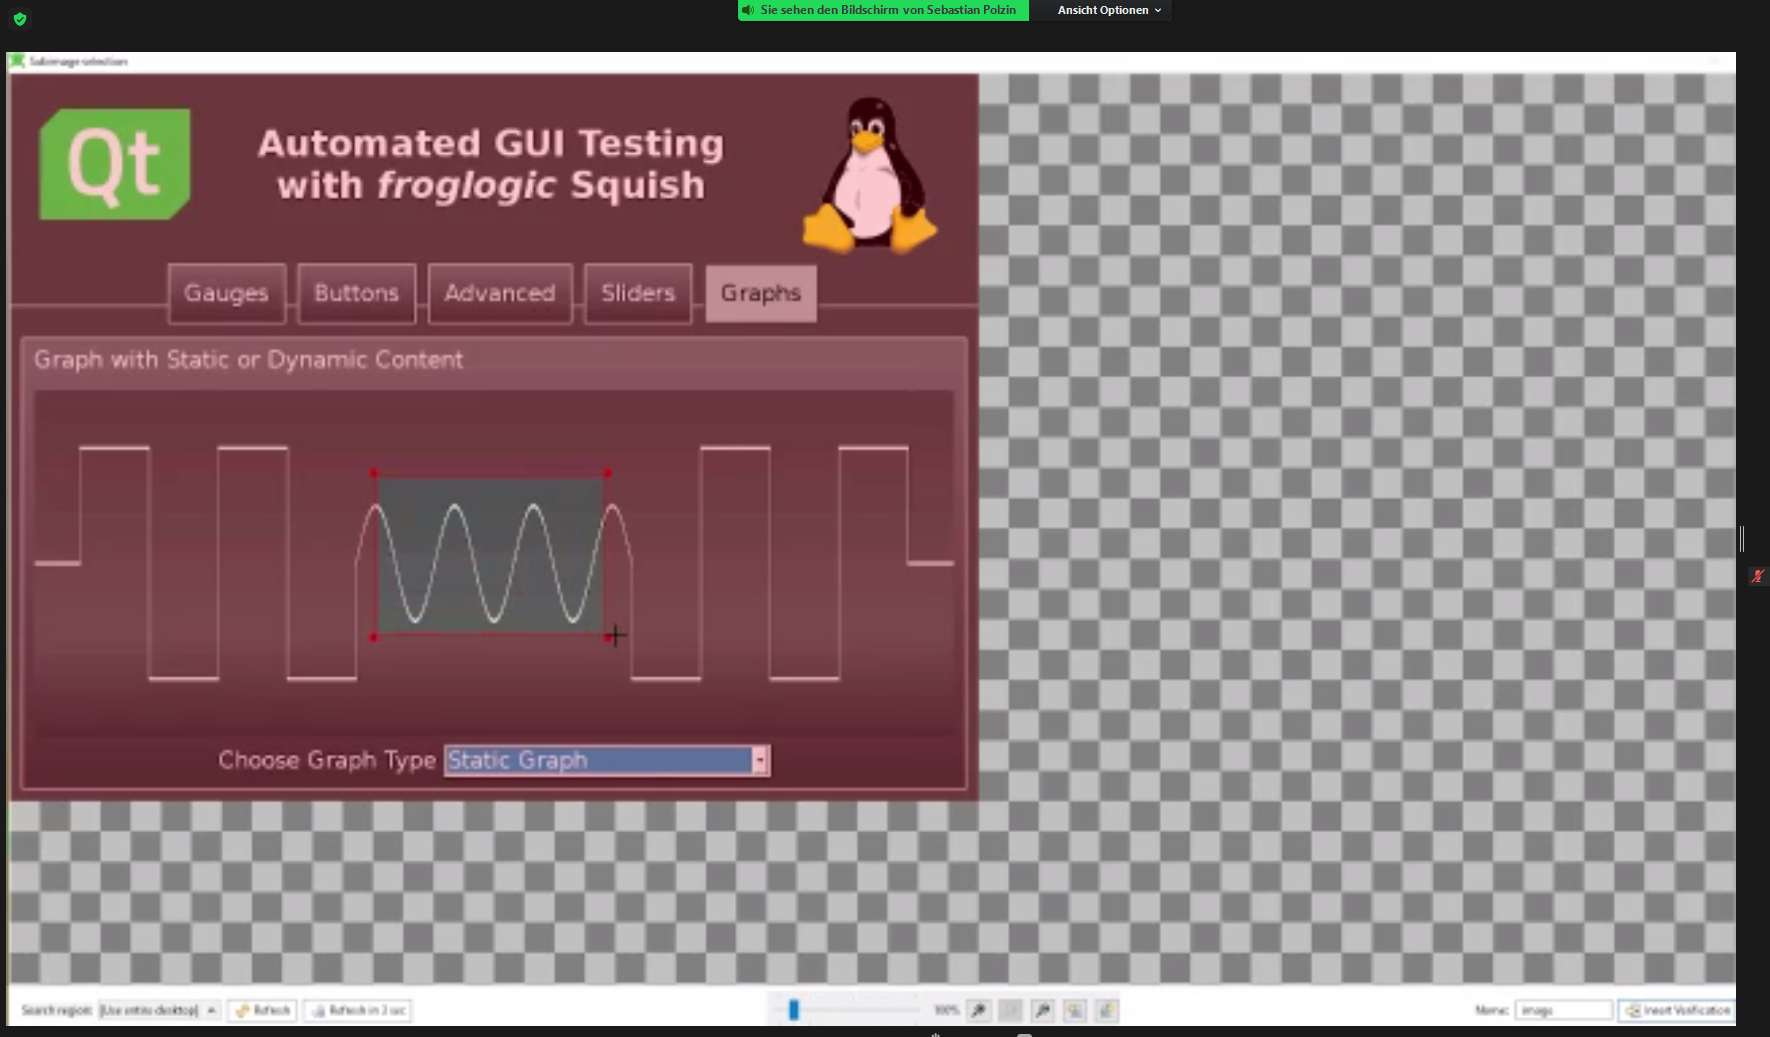 Sie sehen den Bildschirm von Sebastian Polzin
Ansicht Optionen
Subimage selection
Qt
Automated GUI Testing
with froglogic Squish
Gauges
Buttons
Advanced
Sliders
Graphs
Graph with Static or Dynamic Content
Choose Graph Type Static Graph
Search region: [Use entire desktop] Refresh Refresh in 3 sec 100% Name: image Insert Verification